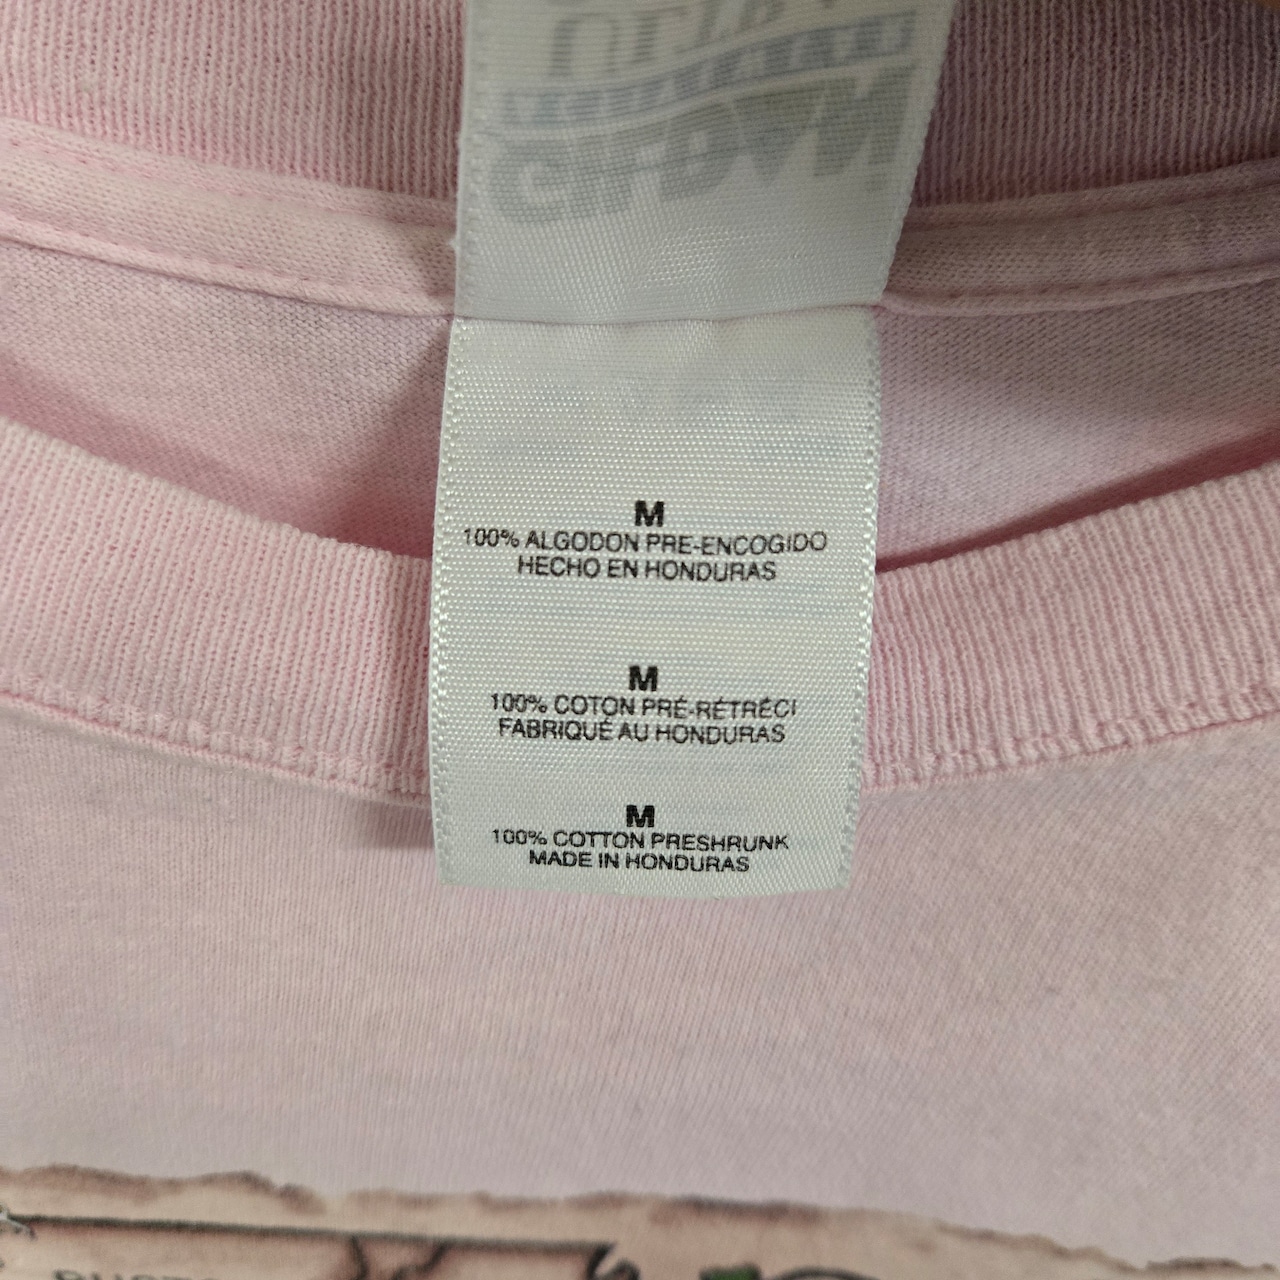 M
100% ALGODON PRE-ENCOGIDO
HECHO EN HONDURAS
M
100% COTON PRÉ-RÉTRÉCI
FABRIQUÉ AU HONDURAS
M
100% COTTON PRESHRUNK
MADE IN HONDURAS